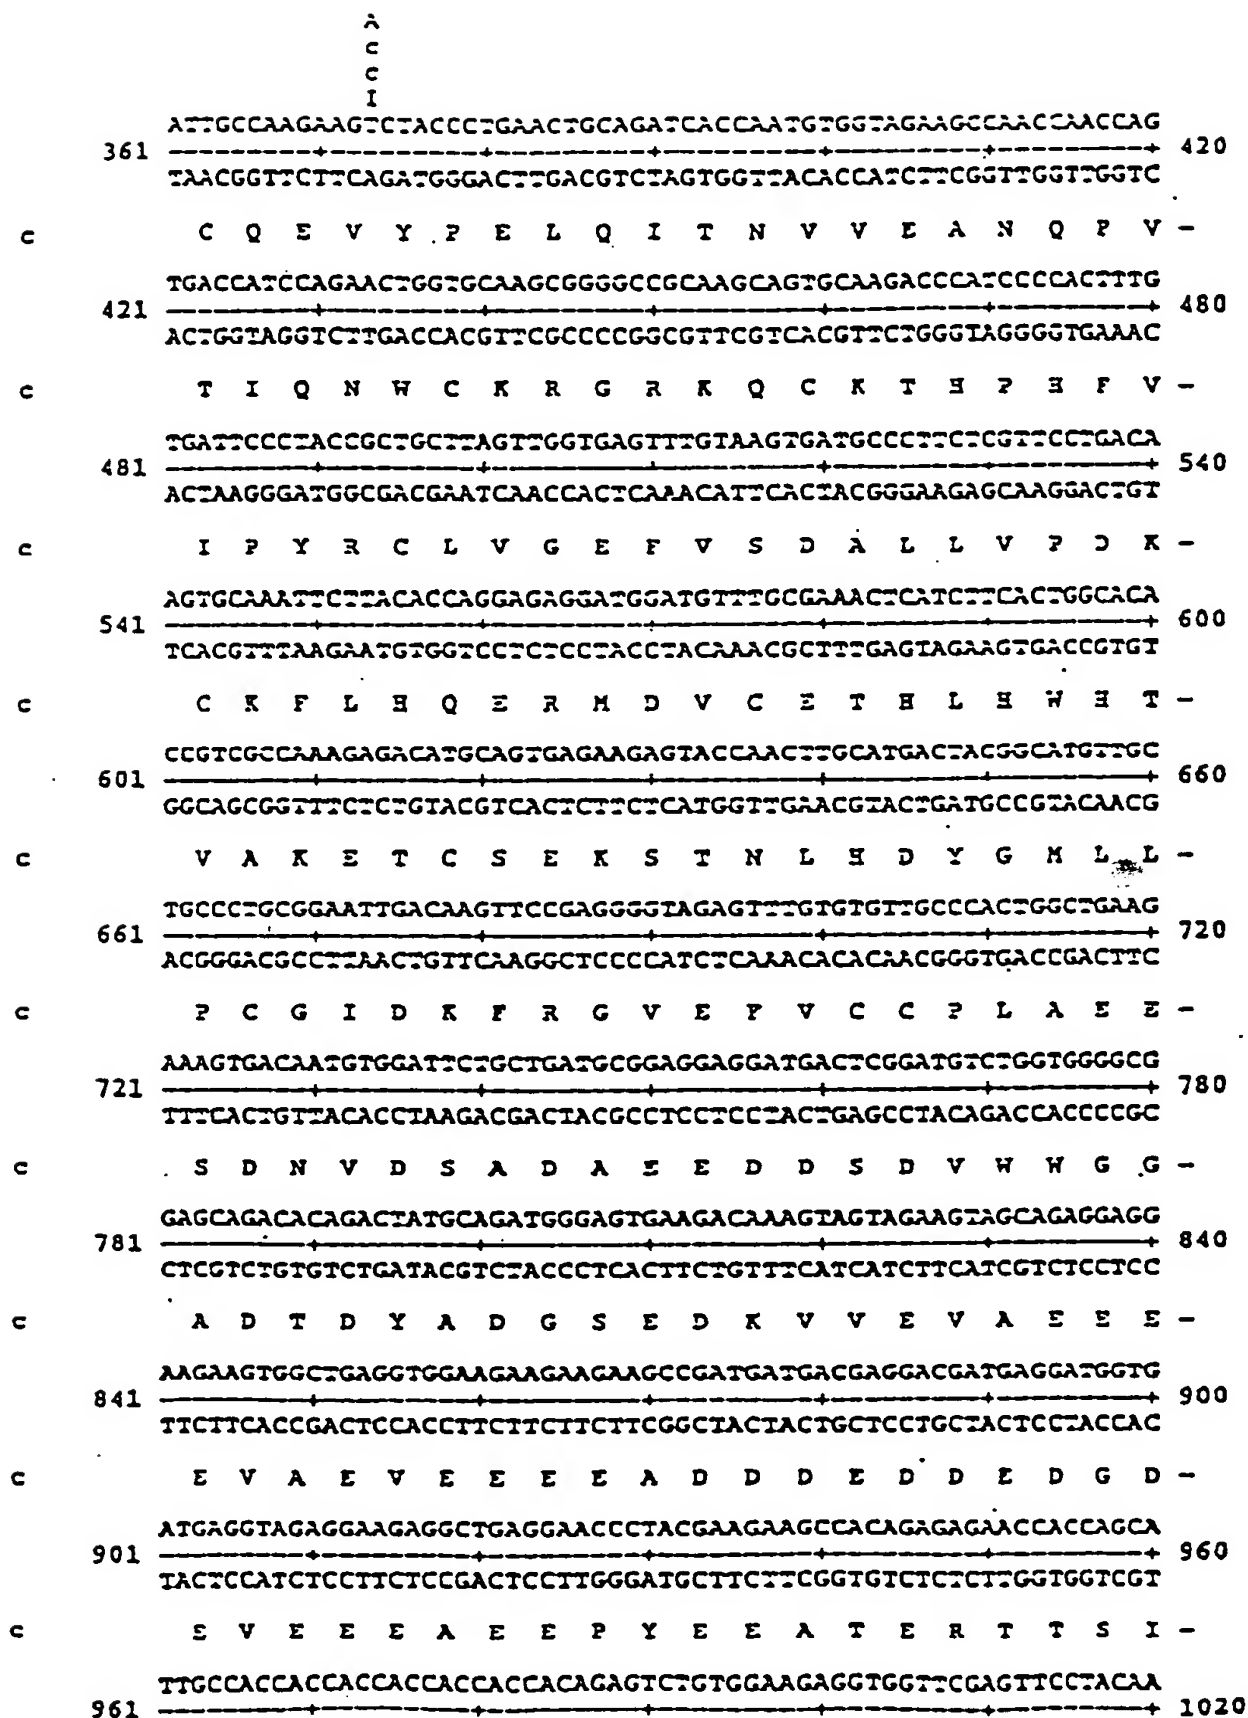 A
c
c
I
ATTGCCAAGAAGTCTACCCTGAACTGCAGATCACCAATGTGGTAGAAGCCAACCAACCAG
361 ---------+---------+---------+---------+---------+---------+ 420
TAACGGTTCTTCAGATGGGACTTGACGTCTAGTGGTTACACCATCTTCGGTTGGTTGGTC
c C Q E V Y P E L Q I T N V V E A N Q P V -
TGACCATCCAGAACTGGTGCAAGCGGGGCCGCAAGCAGTGCAAGACCCATCCCCACTTTG
421 ---------+---------+---------+---------+---------+---------+ 480
ACTGGTAGGTCTTGACCACGTTCGCCCCGGCGTTCGTCACGTTCTGGGTAGGGGTGAAAC
c T I Q N W C K R G R K Q C K T H P H F V -
TGATTCCCTACCGCTGCTTAGTTGGTGAGTTTGTAAGTGATGCCCTTCTCGTTCCTGACA
481 ---------+---------+---------+---------+---------+---------+ 540
ACTAAGGGATGGCGACGAATCAACCACTCAAACATTCACTACGGGAAGAGCAAGGACTGT
c I P Y R C L V G E F V S D A L L V P D K -
AGTGCAAATTCTTACACCAGGAGAGGATGGATGTTTGCGAAACTCATCTTCACTGGCACA
541 ---------+---------+---------+---------+---------+---------+ 600
TCACGTTTAAGAATGTGGTCCTCTCCTACCTACAAACGCTTTGAGTAGAAGTGACCGTGT
c C K F L H Q E R M D V C E T H L H W H T -
CCGTCGCCAAAGAGACATGCAGTGAGAAGAGTACCAACTTGCATGACTACGGCATGTTGC
601 ---------+---------+---------+---------+---------+---------+ 660
GGCAGCGGTTTCTCTGTACGTCACTCTTCTCATGGTTGAACGTACTGATGCCGTACAACG
c V A K E T C S E K S T N L H D Y G M L L -
TGCCCTGCGGAATTGACAAGTTCCGAGGGGTAGAGTTTGTGTGTTGCCCACTGGCTGAAG
661 ---------+---------+---------+---------+---------+---------+ 720
ACGGGACGCCTTAACTGTTCAAGGCTCCCCATCTCAAACACACAACGGGTGACCGACTTC
c P C G I D K F R G V E F V C C P L A E E -
AAAGTGACAATGTGGATTCTGCTGATGCGGAGGAGGATGACTCGGATGTCTGGTGGGGCG
721 ---------+---------+---------+---------+---------+---------+ 780
TTTCACTGTTACACCTAAGACGACTACGCCTCCTCCTACTGAGCCTACAGACCACCCCGC
c S D N V D S A D A E E D D S D V W W G G -
GAGCAGACACAGACTATGCAGATGGGAGTGAAGACAAAGTAGTAGAAGTAGCAGAGGAGG
781 ---------+---------+---------+---------+---------+---------+ 840
CTCGTCTGTGTCTGATACGTCTACCCTCACTTCTGTTTCATCATCTTCATCGTCTCCTCC
c A D T D Y A D G S E D K V V E V A E E E -
AAGAAGTGGCTGAGGTGGAAGAAGAAGAAGCCGATGATGACGAGGACGATGAGGATGGTG
841 ---------+---------+---------+---------+---------+---------+ 900
TTCTTCACCGACTCCACCTTCTTCTTCTTCGGCTACTACTGCTCCTGCTACTCCTACCAC
c E V A E V E E E E A D D D E D D E D G D -
ATGAGGTAGAGGAAGAGGCTGAGGAACCCTACGAAGAAGCCACAGAGAGAACCACCAGCA
901 ---------+---------+---------+---------+---------+---------+ 960
TACTCCATCTCCTTCTCCGACTCCTTGGGATGCTTCTTCGGTGTCTCTCTTGGTGGTCGT
c E V E E E A E E P Y E E A T E R T T S I -
TTGCCACCACCACCACCACCACCACAGAGTCTGTGGAAGAGGTGGTTCGAGTTCCTACAA
961 ---------+---------+---------+---------+---------+---------+ 1020